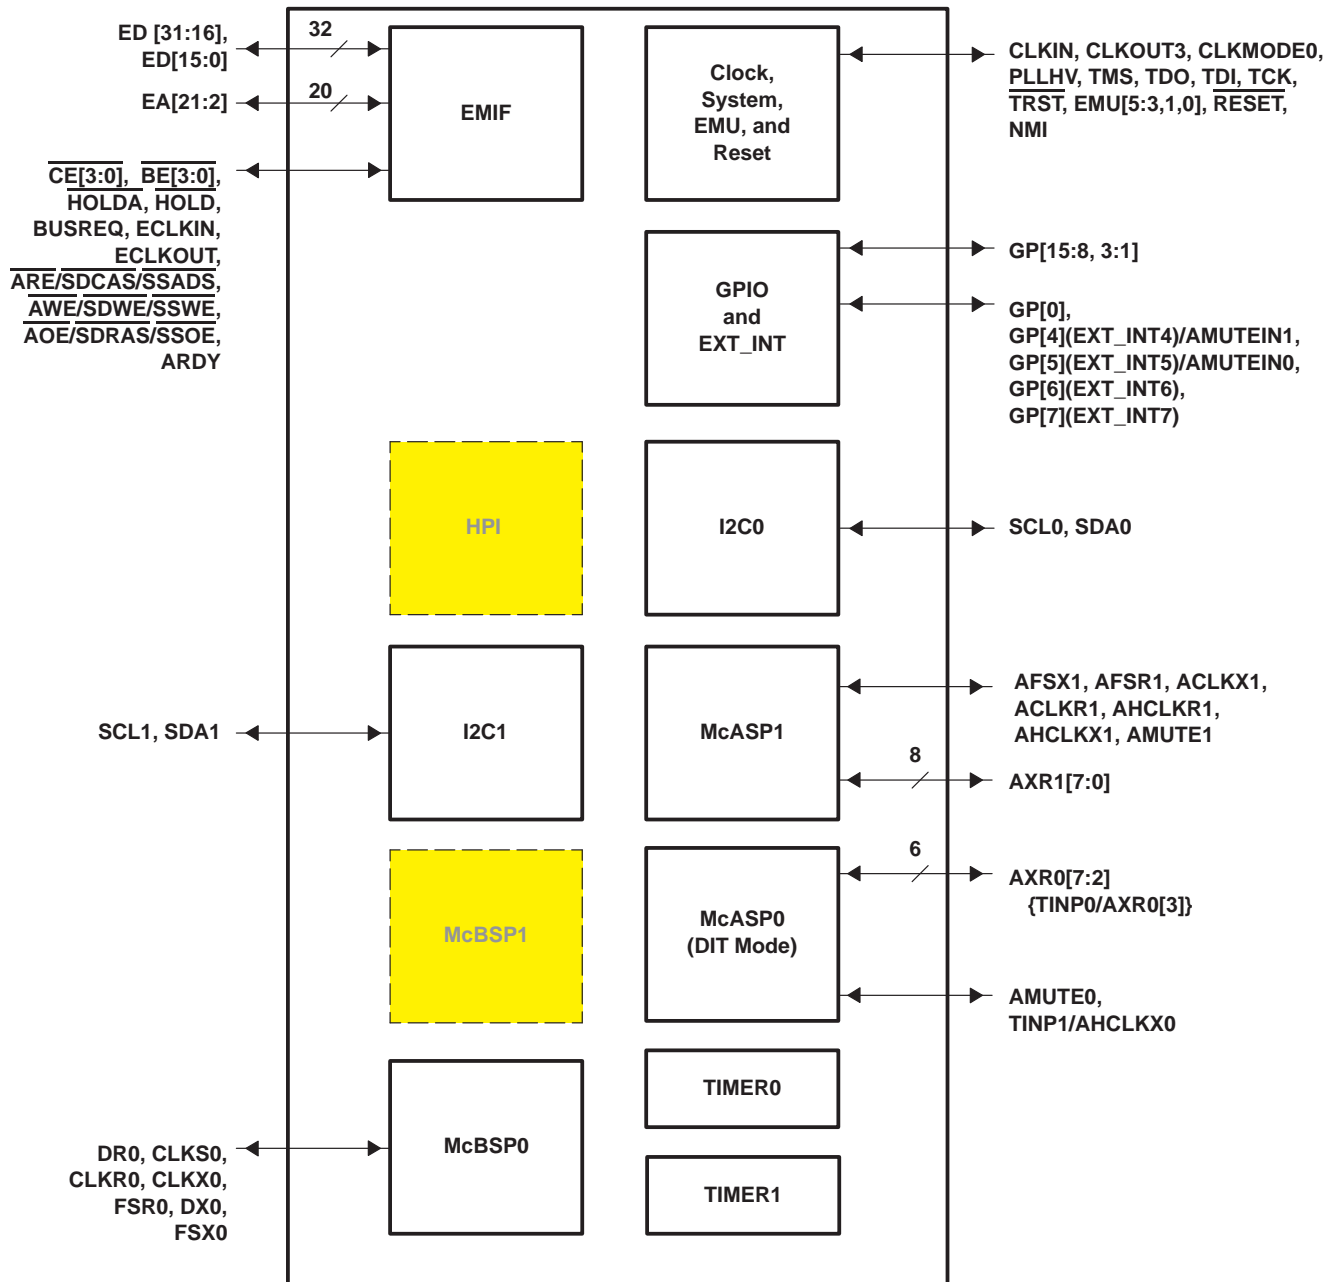 ED [31:16],
ED[15:0]
32
EA[21:2]
20
EMIF
CE[3:0], BE[3:0],
HOLDA, HOLD,
BUSREQ, ECLKIN,
ECLKOUT,
ARE/SDCAS/SSADS,
AWE/SDWE/SSWE,
AOE/SDRAS/SSOE,
ARDY
Clock,
System,
EMU, and
Reset
CLKIN, CLKOUT3, CLKMODE0,
PLLHV, TMS, TDO, TDI, TCK,
TRST, EMU[5:3,1,0], RESET,
NMI
GPIO
and
EXT_INT
GP[15:8, 3:1]
GP[0],
GP[4](EXT_INT4)/AMUTEIN1,
GP[5](EXT_INT5)/AMUTEIN0,
GP[6](EXT_INT6),
GP[7](EXT_INT7)
HPI
I2C0
SCL0, SDA0
SCL1, SDA1
I2C1
McASP1
AFSX1, AFSR1, ACLKX1,
ACLKR1, AHCLKR1,
AHCLKX1, AMUTE1
8
AXR1[7:0]
McBSP1
McASP0
(DIT Mode)
6
AXR0[7:2]
{TINP0/AXR0[3]}
AMUTE0,
TINP1/AHCLKX0
DR0, CLKS0,
CLKR0, CLKX0,
FSR0, DX0,
FSX0
McBSP0
TIMER0
TIMER1